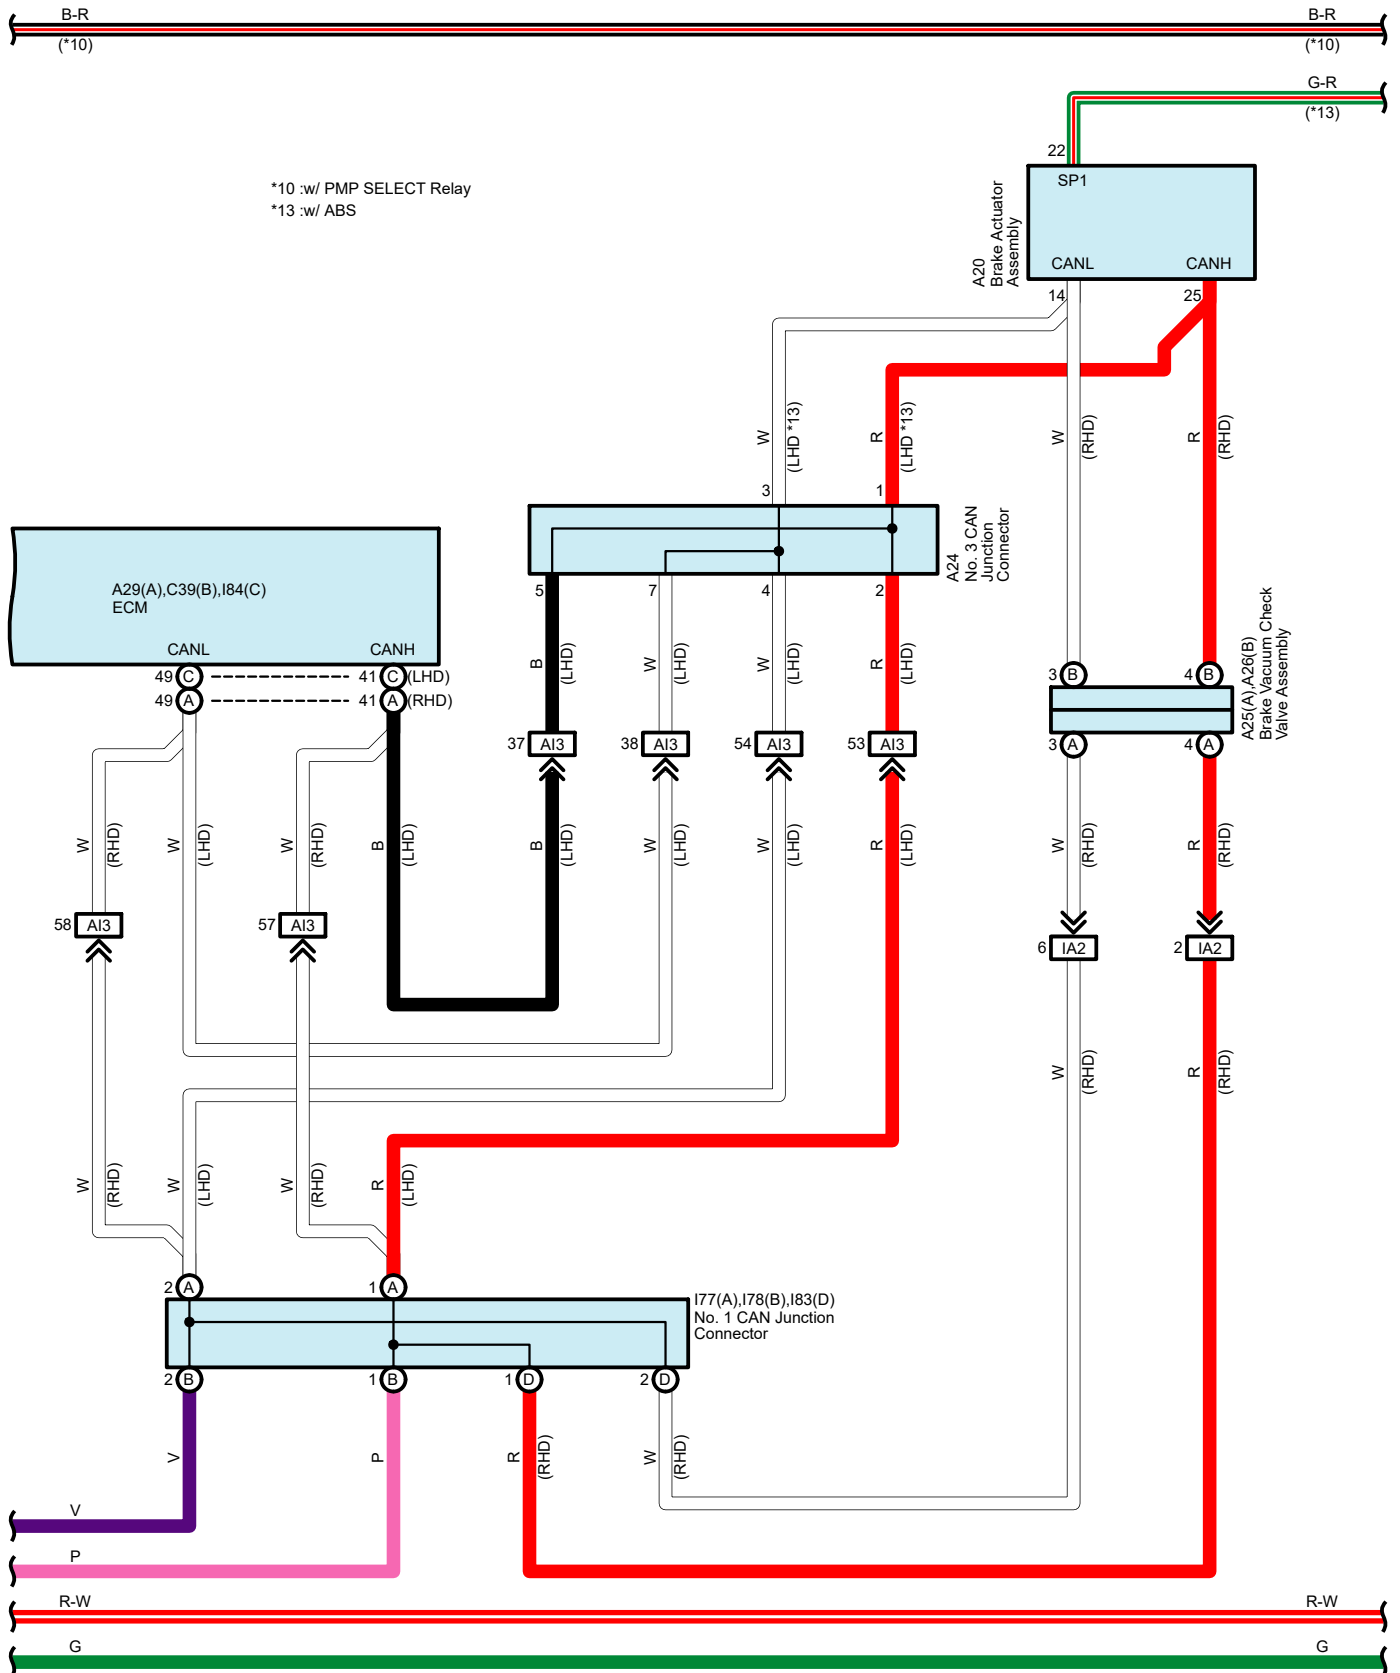 B-R
B-R
(*10)
(*10)
G-R
(*13)
22
*10 :w/ PMP SELECT Relay
*13 :w/ ABS
SP1
CANL
CANH
A20
Brake Actuator
Assembly
14
25
W
(LHD *13)
R
(LHD *13)
W
(RHD)
R
(RHD)
3
1
A24
No. 3 CAN
Junction
Connector
5
7
4
2
A29(A),C39(B),I84(C)
ECM
CANL
CANH
49
C
41
C
(LHD)
49
A
41
A
(RHD)
B
(LHD)
W
(LHD)
W
(LHD)
R
(LHD)
3
B
4
B
A25(A),A26(B)
Brake Vacuum Check
Valve Assembly
3
A
4
A
37
AI3
38
AI3
54
AI3
53
AI3
W
(RHD)
W
(LHD)
W
(RHD)
B
(LHD)
B
(LHD)
W
(LHD)
W
(LHD)
R
(LHD)
W
(RHD)
R
(RHD)
58
AI3
57
AI3
6
IA2
2
IA2
W
(RHD)
R
(RHD)
W
(RHD)
W
(LHD)
W
(RHD)
R
(LHD)
2
A
1
A
I77(A),I78(B),I83(D)
No. 1 CAN Junction
Connector
2
B
1
B
1
D
2
D
V
P
R
(RHD)
W
(RHD)
V
P
R-W
R-W
G
G